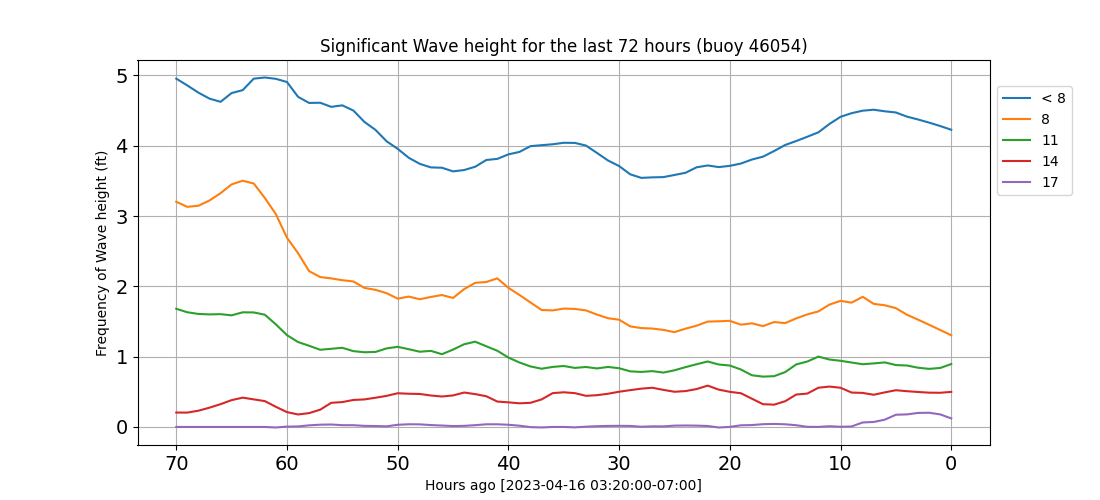 Significant Wave height for the last 72 hours (buoy 46054)
Frequency of Wave height (ft)
5
4
3
2
1
0
70 60 50 40 30 20 10 0
Hours ago [2023-04-16 03:20:00-07:00]
< 8
8
11
14
17